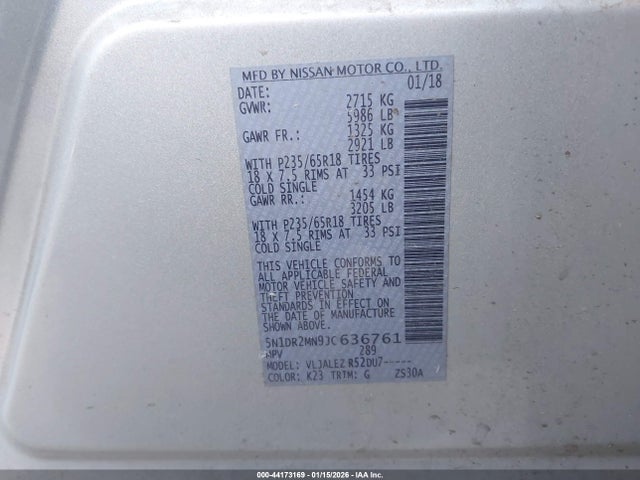 MFD BY NISSAN MOTOR CO., LTD.
DATE: 01/18
GVWR: 2715 KG
5986 LB
GAWR FR.: 1325 KG
2921 LB
WITH P235/65R18 TIRES
18 X 7.5 RIMS AT 33 PSI
COLD SINGLE
GAWR RR.: 1454 KG
3205 LB
WITH P235/65R18 TIRES
18 X 7.5 RIMS AT 33 PSI
COLD SINGLE
THIS VEHICLE CONFORMS TO
ALL APPLICABLE FEDERAL
MOTOR VEHICLE SAFETY AND
THEFT PREVENTION
STANDARDS IN EFFECT ON
THE DATE OF MANUFACTURE
SHOWN ABOVE.
5N1DR2MN9JC636761
MPV 289
MODEL: VLJALEZ R52DU7-----
COLOR: K23 TRTM: G ZS30A
000-44173169 - 01/15/2026 - IAA Inc.